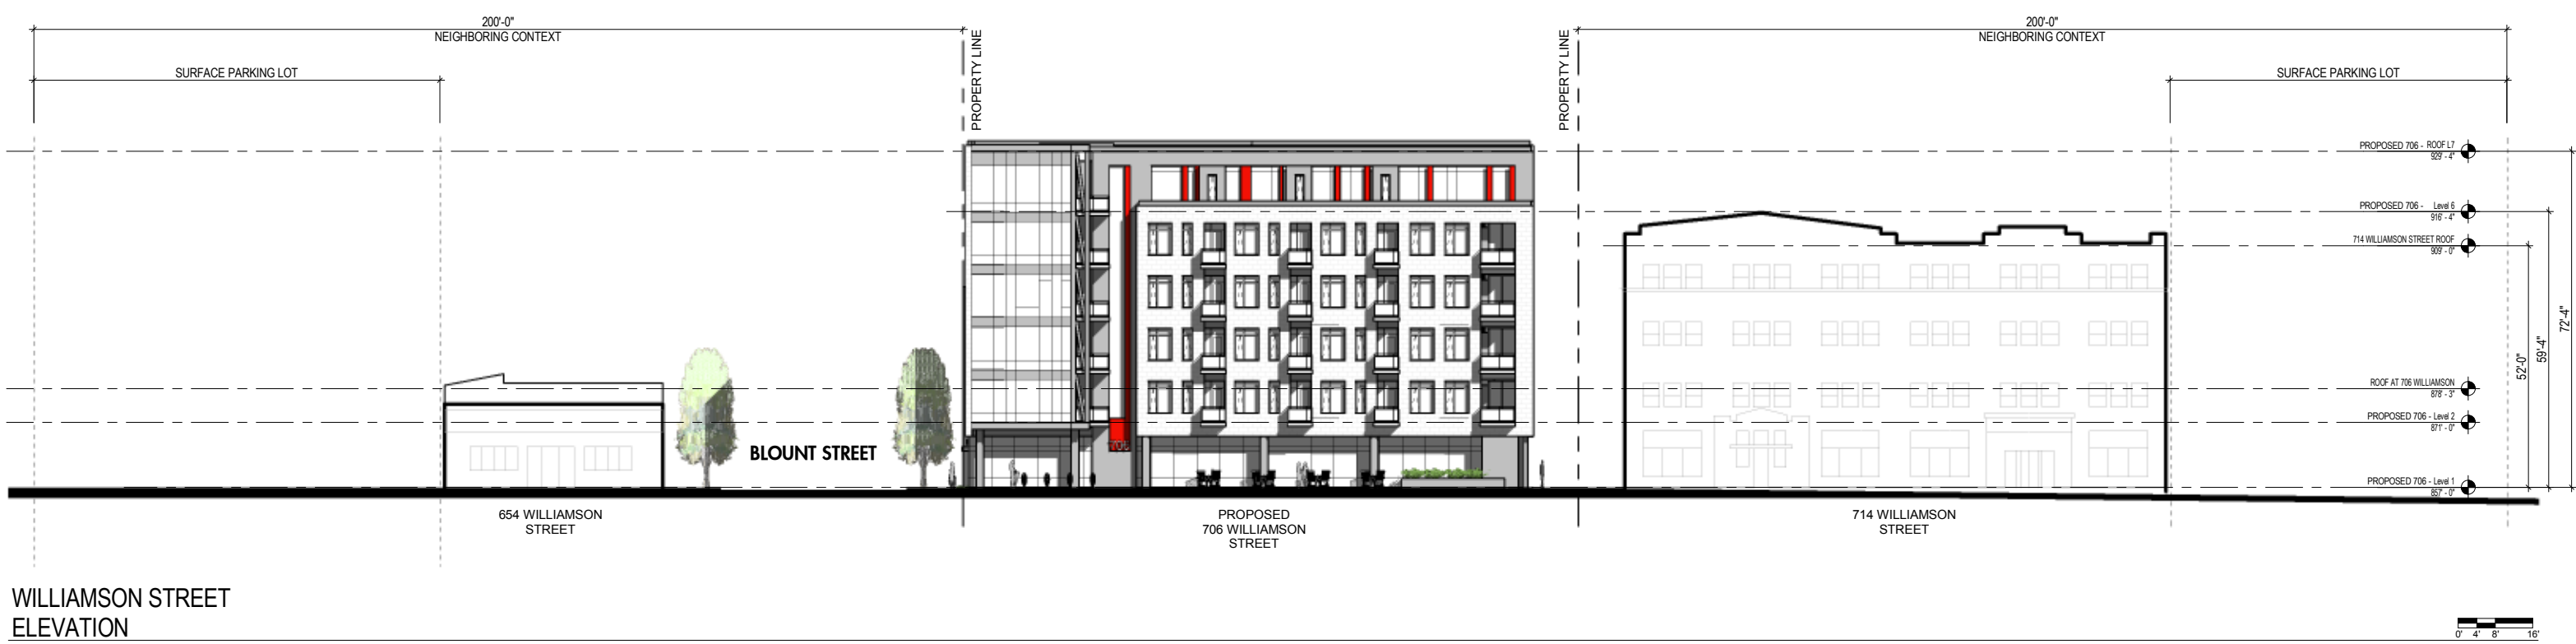 200'-0"
NEIGHBORING CONTEXT
SURFACE PARKING LOT
PROPERTY LINE
PROPERTY LINE
200'-0"
NEIGHBORING CONTEXT
SURFACE PARKING LOT
PROPOSED 706 - ROOF L7
929' - 4"
PROPOSED 706 - Level 6
916' - 4"
714 WILLIAMSON STREET ROOF
909' - 0"
ROOF AT 706 WILLIAMSON
878' - 3"
PROPOSED 706 - Level 2
871' - 0"
PROPOSED 706 - Level 1
857' - 0"
52'-0"
59'-4"
72'-4"
BLOUNT STREET
706
654 WILLIAMSON
STREET
PROPOSED
706 WILLIAMSON
STREET
714 WILLIAMSON
STREET
WILLIAMSON STREET
ELEVATION
0' 4' 8' 16'